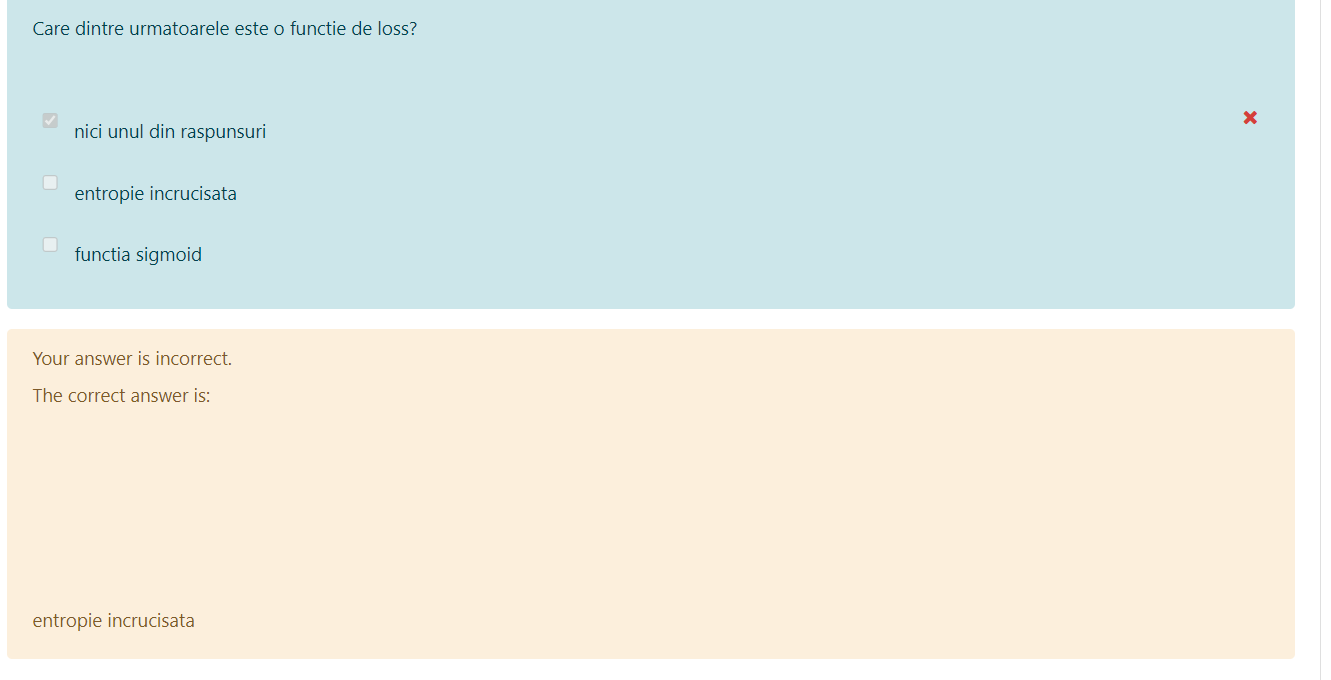 Care dintre urmatoarele este o functie de loss?
nici unul din raspunsuri
entropie incrucisata
functia sigmoid
Your answer is incorrect.
The correct answer is:
entropie incrucisata